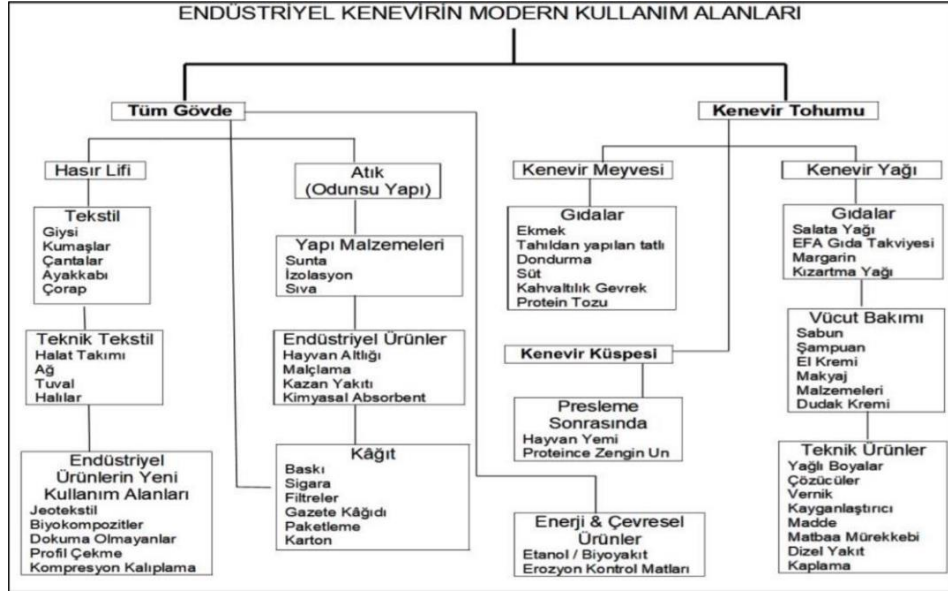 ENDÜSTRİYEL KENEVİRİN MODERN KULLANIM ALANLARI
Tüm Gövde
Hasır Lifi
Tekstil
Giysi
Kumaşlar
Çantalar
Ayakkabı
Çorap
Teknik Tekstil
Halat Takımı
Ağ
Tuval
Halılar
Endüstriyel
Ürünlerin Yeni
Kullanım Alanları
Jeotekstil
Biyokompozitler
Dokuma Olmayanlar
Profil Çekme
Kompresyon Kalıplama
Atık
(Odunsu Yapı)
Yapı Malzemeleri
Sunta
İzolasyon
Sıva
Endüstriyel Ürünler
Hayvan Altlığı
Malçlama
Kazan Yakıtı
Kimyasal Absorbent
Kâğıt
Baskı
Sigara
Filtreler
Gazete Kâğıdı
Paketleme
Karton
Enerji & Çevresel
Ürünler
Etanol / Biyoyakıt
Erozyon Kontrol Matları
Kenevir Tohumu
Kenevir Meyvesi
Gıdalar
Ekmek
Tahıldan yapılan tatlı
Dondurma
Süt
Kahvaltılık Gevrek
Protein Tozu
Kenevir Küspesi
Presleme
Sonrasında
Hayvan Yemi
Proteince Zengin Un
Kenevir Yağı
Gıdalar
Salata Yağı
EFA Gıda Takviyesi
Margarin
Kızartma Yağı
Vücut Bakımı
Sabun
Şampuan
El Kremi
Makyaj
Malzemeleri
Dudak Kremi
Teknik Ürünler
Yağlı Boyalar
Çözücüler
Vernik
Kayganlaştırıcı
Madde
Matbaa Mürekkebi
Dizel Yakıt
Kaplama